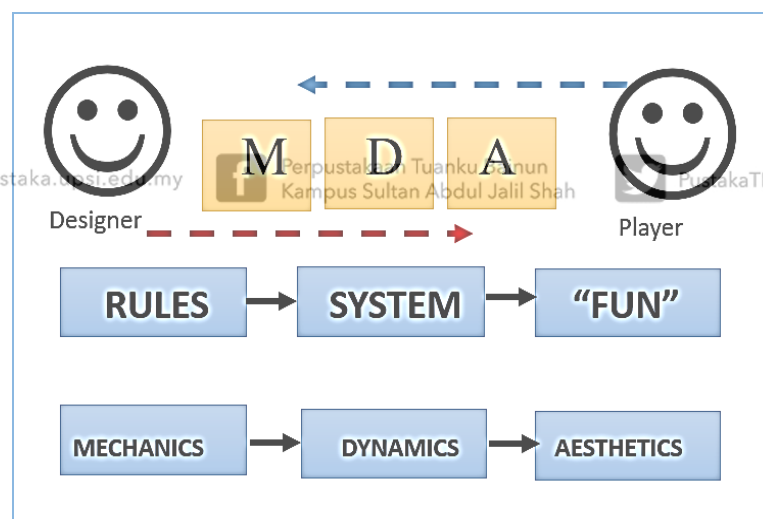 M D A
staka.upsi.edu.my
f Perpustakaan Tuanku Bainun
Kampus Sultan Abdul Jalil Shah
PustakaT
Designer
Player
RULES SYSTEM “FUN”
MECHANICS DYNAMICS AESTHETICS